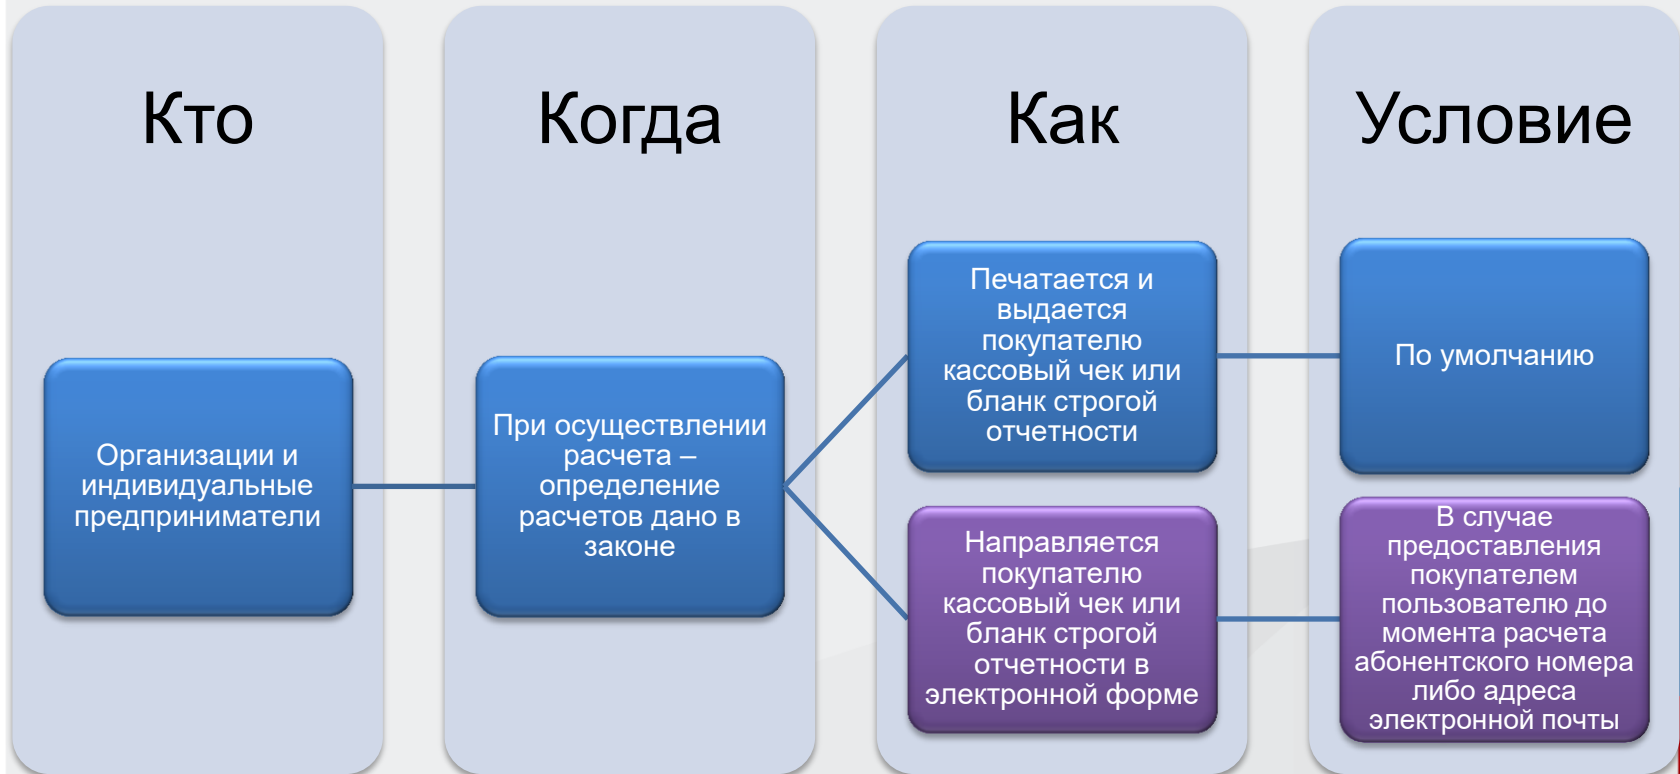 Кто
Когда
Как
Условие
Организации и
индивидуальные
предприниматели
При осуществлении
расчета –
определение
расчетов дано в
законе
Печатается и
выдается
покупателю
кассовый чек или
бланк строгой
отчетности
По умолчанию
Направляется
покупателю
кассовый чек или
бланк строгой
отчетности в
электронной форме
В случае
предоставления
покупателем
пользователю до
момента расчета
абонентского номера
либо адреса
электронной почты